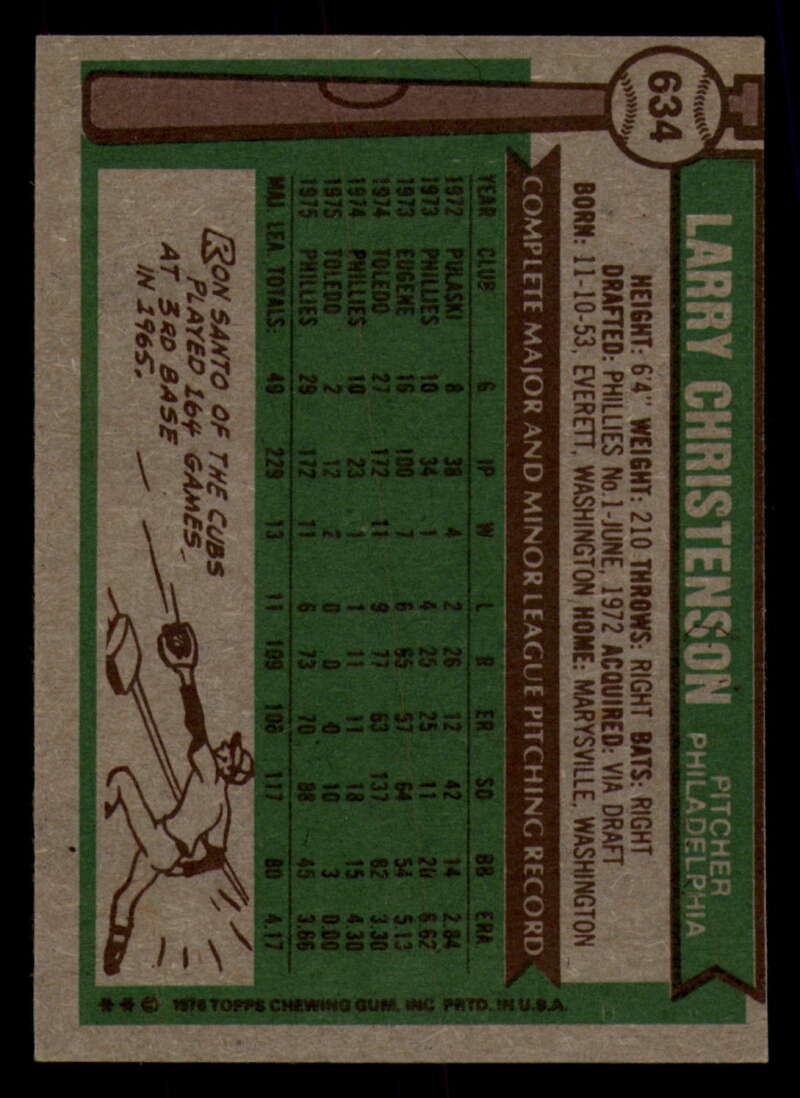 634
LARRY CHRISTENSON
PITCHER
PHILADELPHIA
HEIGHT: 6'4" WEIGHT: 210 THROWS: RIGHT BATS: RIGHT
DRAFTED: PHILLIES No.1-JUNE, 1972 ACQUIRED: VIA DRAFT
BORN: 11-10-53, EVERETT, WASHINGTON HOME: MARYSVILLE, WASHINGTON
COMPLETE MAJOR AND MINOR LEAGUE PITCHING RECORD
YEAR CLUB G IP W L R ER SO BB ERA
1972 PULASKI 8 38 4 2 26 12 42 14 2.84
1973 PHILLIES 10 34 1 4 25 25 11 20 6.62
1973 EUGENE 16 100 7 6 65 57 64 54 5.13
1974 TOLEDO 27 172 11 9 77 63 137 82 3.30
1974 PHILLIES 10 23 1 1 11 11 18 15 4.30
1975 TOLEDO 2 12 2 0 0 0 10 3 0.00
1975 PHILLIES 29 172 11 6 73 70 88 45 3.66
MAJ. LEA. TOTALS: 49 229 13 11 109 106 117 80 4.17
RON SANTO OF THE CUBS
PLAYED 164 GAMES
AT 3RD BASE
IN 1965.
** © 1976 TOPPS CHEWING GUM, INC. PRTD. IN U.S.A.